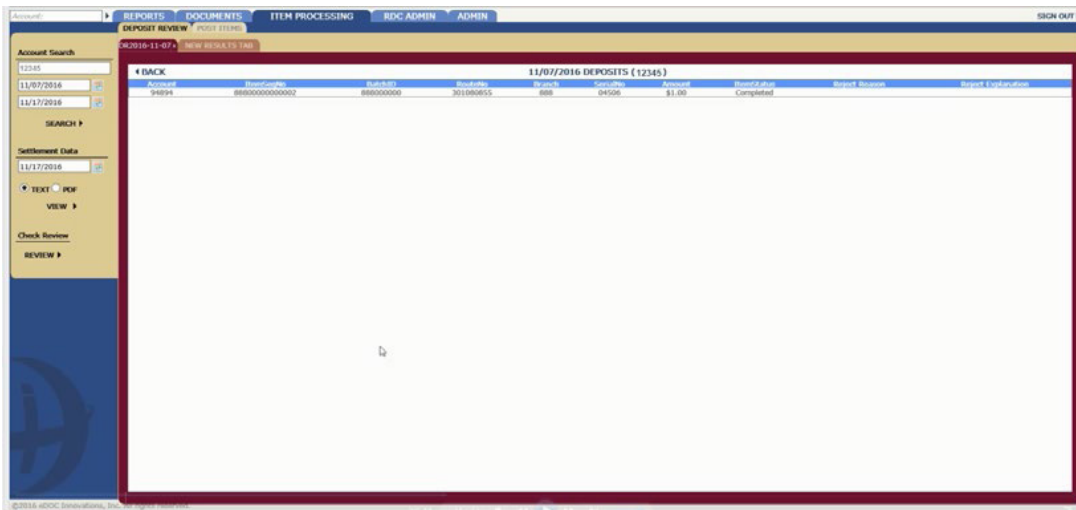 Account:
REPORTS DOCUMENTS ITEM PROCESSING RDC ADMIN ADMIN SIGN OUT
DEPOSIT REVIEW POST ITEMS
DR2016-11-07 NEW RESULTS TAB
Account Search
12345
11/07/2016
11/17/2016
SEARCH
Settlement Data
11/17/2016
TEXT PDF
VIEW
Check Review
REVIEW
BACK 11/07/2016 DEPOSITS (12345)
Account ItemSeqNo BatchID RouteNo Branch SerialNo Amount ItemStatus Reject Reason Reject Explanation
94894 888000000 301080855 888 04506 $1.00 Completed
©2016 eDOC Innovations, Inc. All rights reserved.